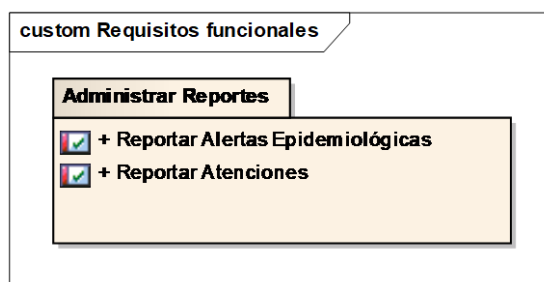 custom Requisitos funcionales
Administrar Reportes
+ Reportar Alertas Epidemiológicas
+ Reportar Atenciones